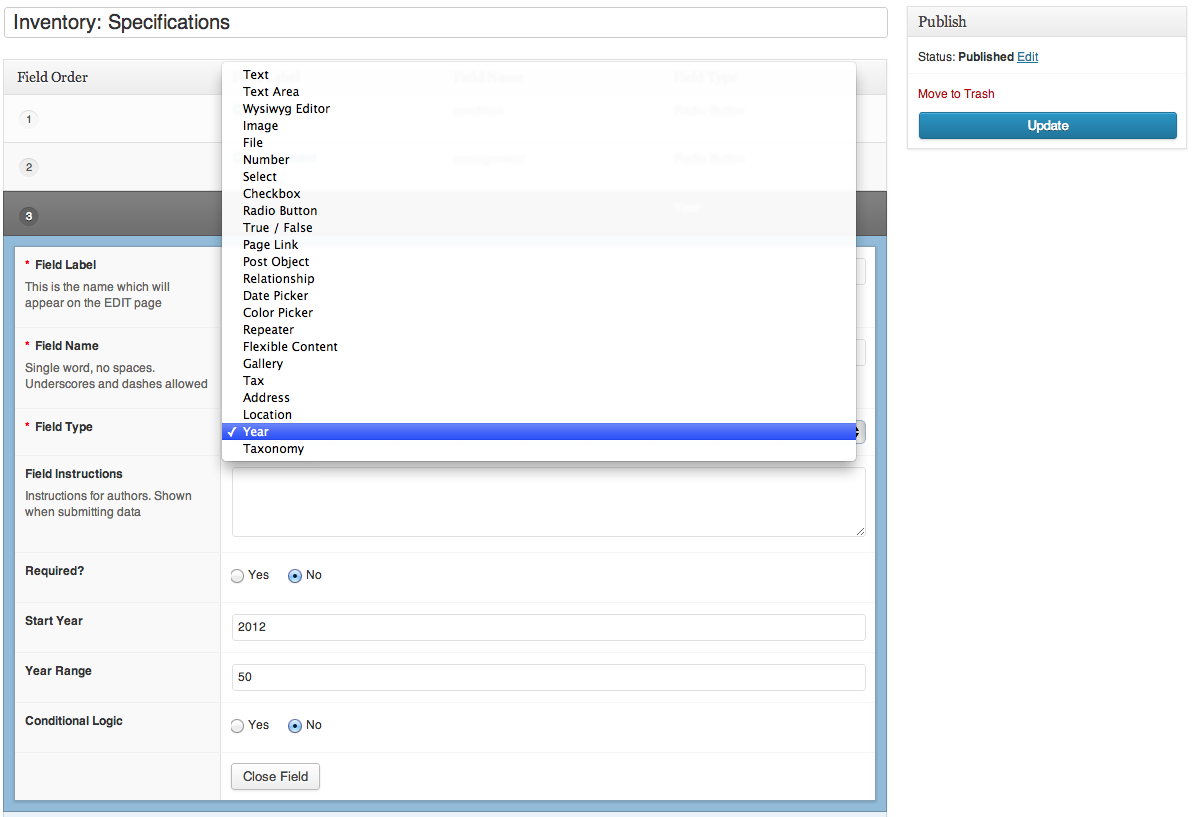 Inventory: Specifications
Publish
Status: Published Edit
Move to Trash
Update
Field Order
1
2
3
Text
Text Area
Wysiwyg Editor
Image
File
Number
Select
Checkbox
Radio Button
True / False
Page Link
Post Object
Relationship
Date Picker
Color Picker
Repeater
Flexible Content
Gallery
Tax
Address
Location
✓ Year
Taxonomy
* Field Label
This is the name which will
appear on the EDIT page
* Field Name
Single word, no spaces.
Underscores and dashes allowed
* Field Type
Field Instructions
Instructions for authors. Shown
when submitting data
Required?
Yes No
Start Year
2012
Year Range
50
Conditional Logic
Yes No
Close Field